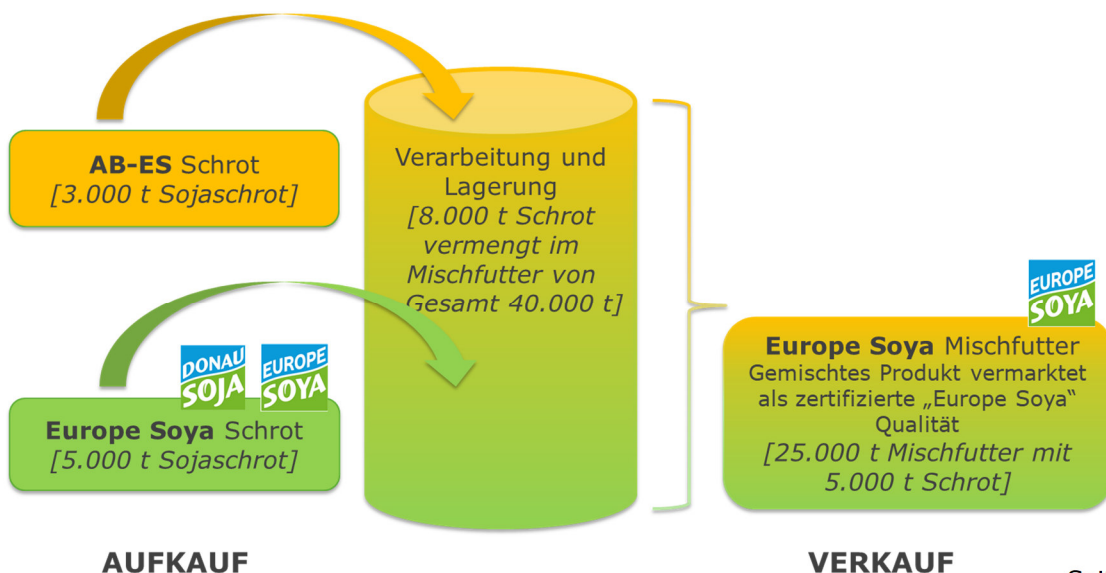 AB-ES Schrot
[3.000 t Sojaschrot]
DONAU
SOJA
EUROPE
SOYA
Europe Soya Schrot
[5.000 t Sojaschrot]
AUFKAUF
Verarbeitung und
Lagerung
[8.000 t Schrot
vermengt im
Mischfutter von
Gesamt 40.000 t]
EUROPE
SOYA
Europe Soya Mischfutter
Gemischtes Produkt vermarktet
als zertifizierte „Europe Soya“
Qualität
[25.000 t Mischfutter mit
5.000 t Schrot]
VERKAUF